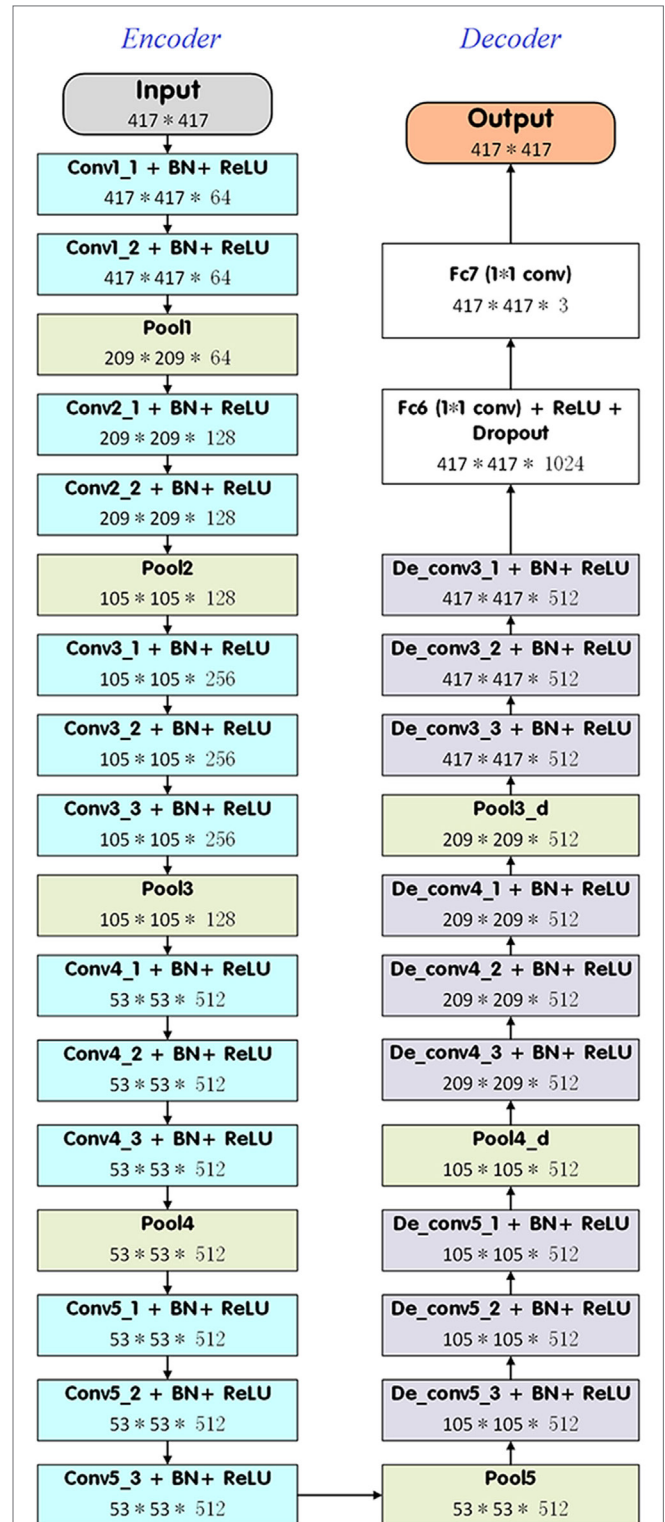 Encoder
Input
417 * 417
Conv1_1 + BN+ ReLU
417 * 417 * 64
Conv1_2 + BN+ ReLU
417 * 417 * 64
Pool1
209 * 209 * 64
Conv2_1 + BN+ ReLU
209 * 209 * 128
Conv2_2 + BN+ ReLU
209 * 209 * 128
Pool2
105 * 105 * 128
Conv3_1 + BN+ ReLU
105 * 105 * 256
Conv3_2 + BN+ ReLU
105 * 105 * 256
Conv3_3 + BN+ ReLU
105 * 105 * 256
Pool3
105 * 105 * 128
Conv4_1 + BN+ ReLU
53 * 53 * 512
Conv4_2 + BN+ ReLU
53 * 53 * 512
Conv4_3 + BN+ ReLU
53 * 53 * 512
Pool4
53 * 53 * 512
Conv5_1 + BN+ ReLU
53 * 53 * 512
Conv5_2 + BN+ ReLU
53 * 53 * 512
Conv5_3 + BN+ ReLU
53 * 53 * 512
Decoder
Output
417 * 417
Fc7 (1*1 conv)
417 * 417 * 3
Fc6 (1*1 conv) + ReLU +
Dropout
417 * 417 * 1024
De_conv3_1 + BN+ ReLU
417 * 417 * 512
De_conv3_2 + BN+ ReLU
417 * 417 * 512
De_conv3_3 + BN+ ReLU
417 * 417 * 512
Pool3_d
209 * 209 * 512
De_conv4_1 + BN+ ReLU
209 * 209 * 512
De_conv4_2 + BN+ ReLU
209 * 209 * 512
De_conv4_3 + BN+ ReLU
209 * 209 * 512
Pool4_d
105 * 105 * 512
De_conv5_1 + BN+ ReLU
105 * 105 * 512
De_conv5_2 + BN+ ReLU
105 * 105 * 512
De_conv5_3 + BN+ ReLU
105 * 105 * 512
Pool5
53 * 53 * 512